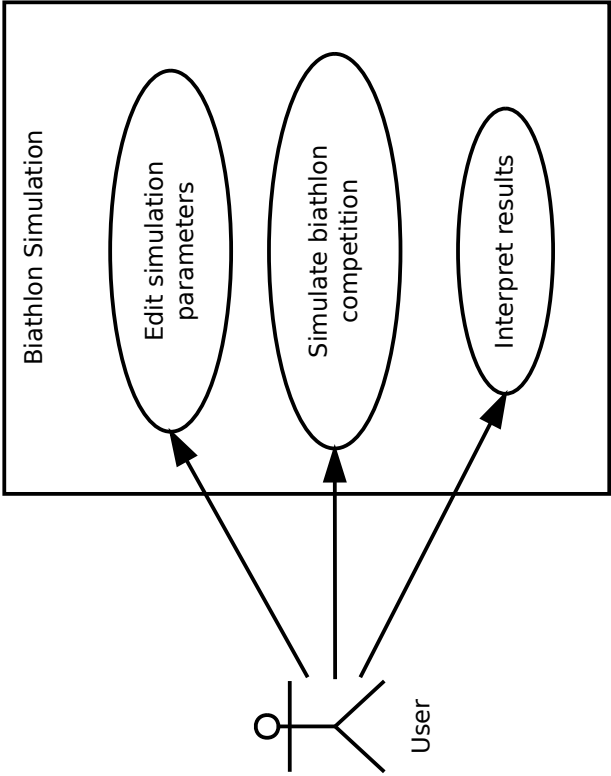 Biathlon Simulation
Edit simulation
parameters
Simulate biathlon
competition
Interpret results
User